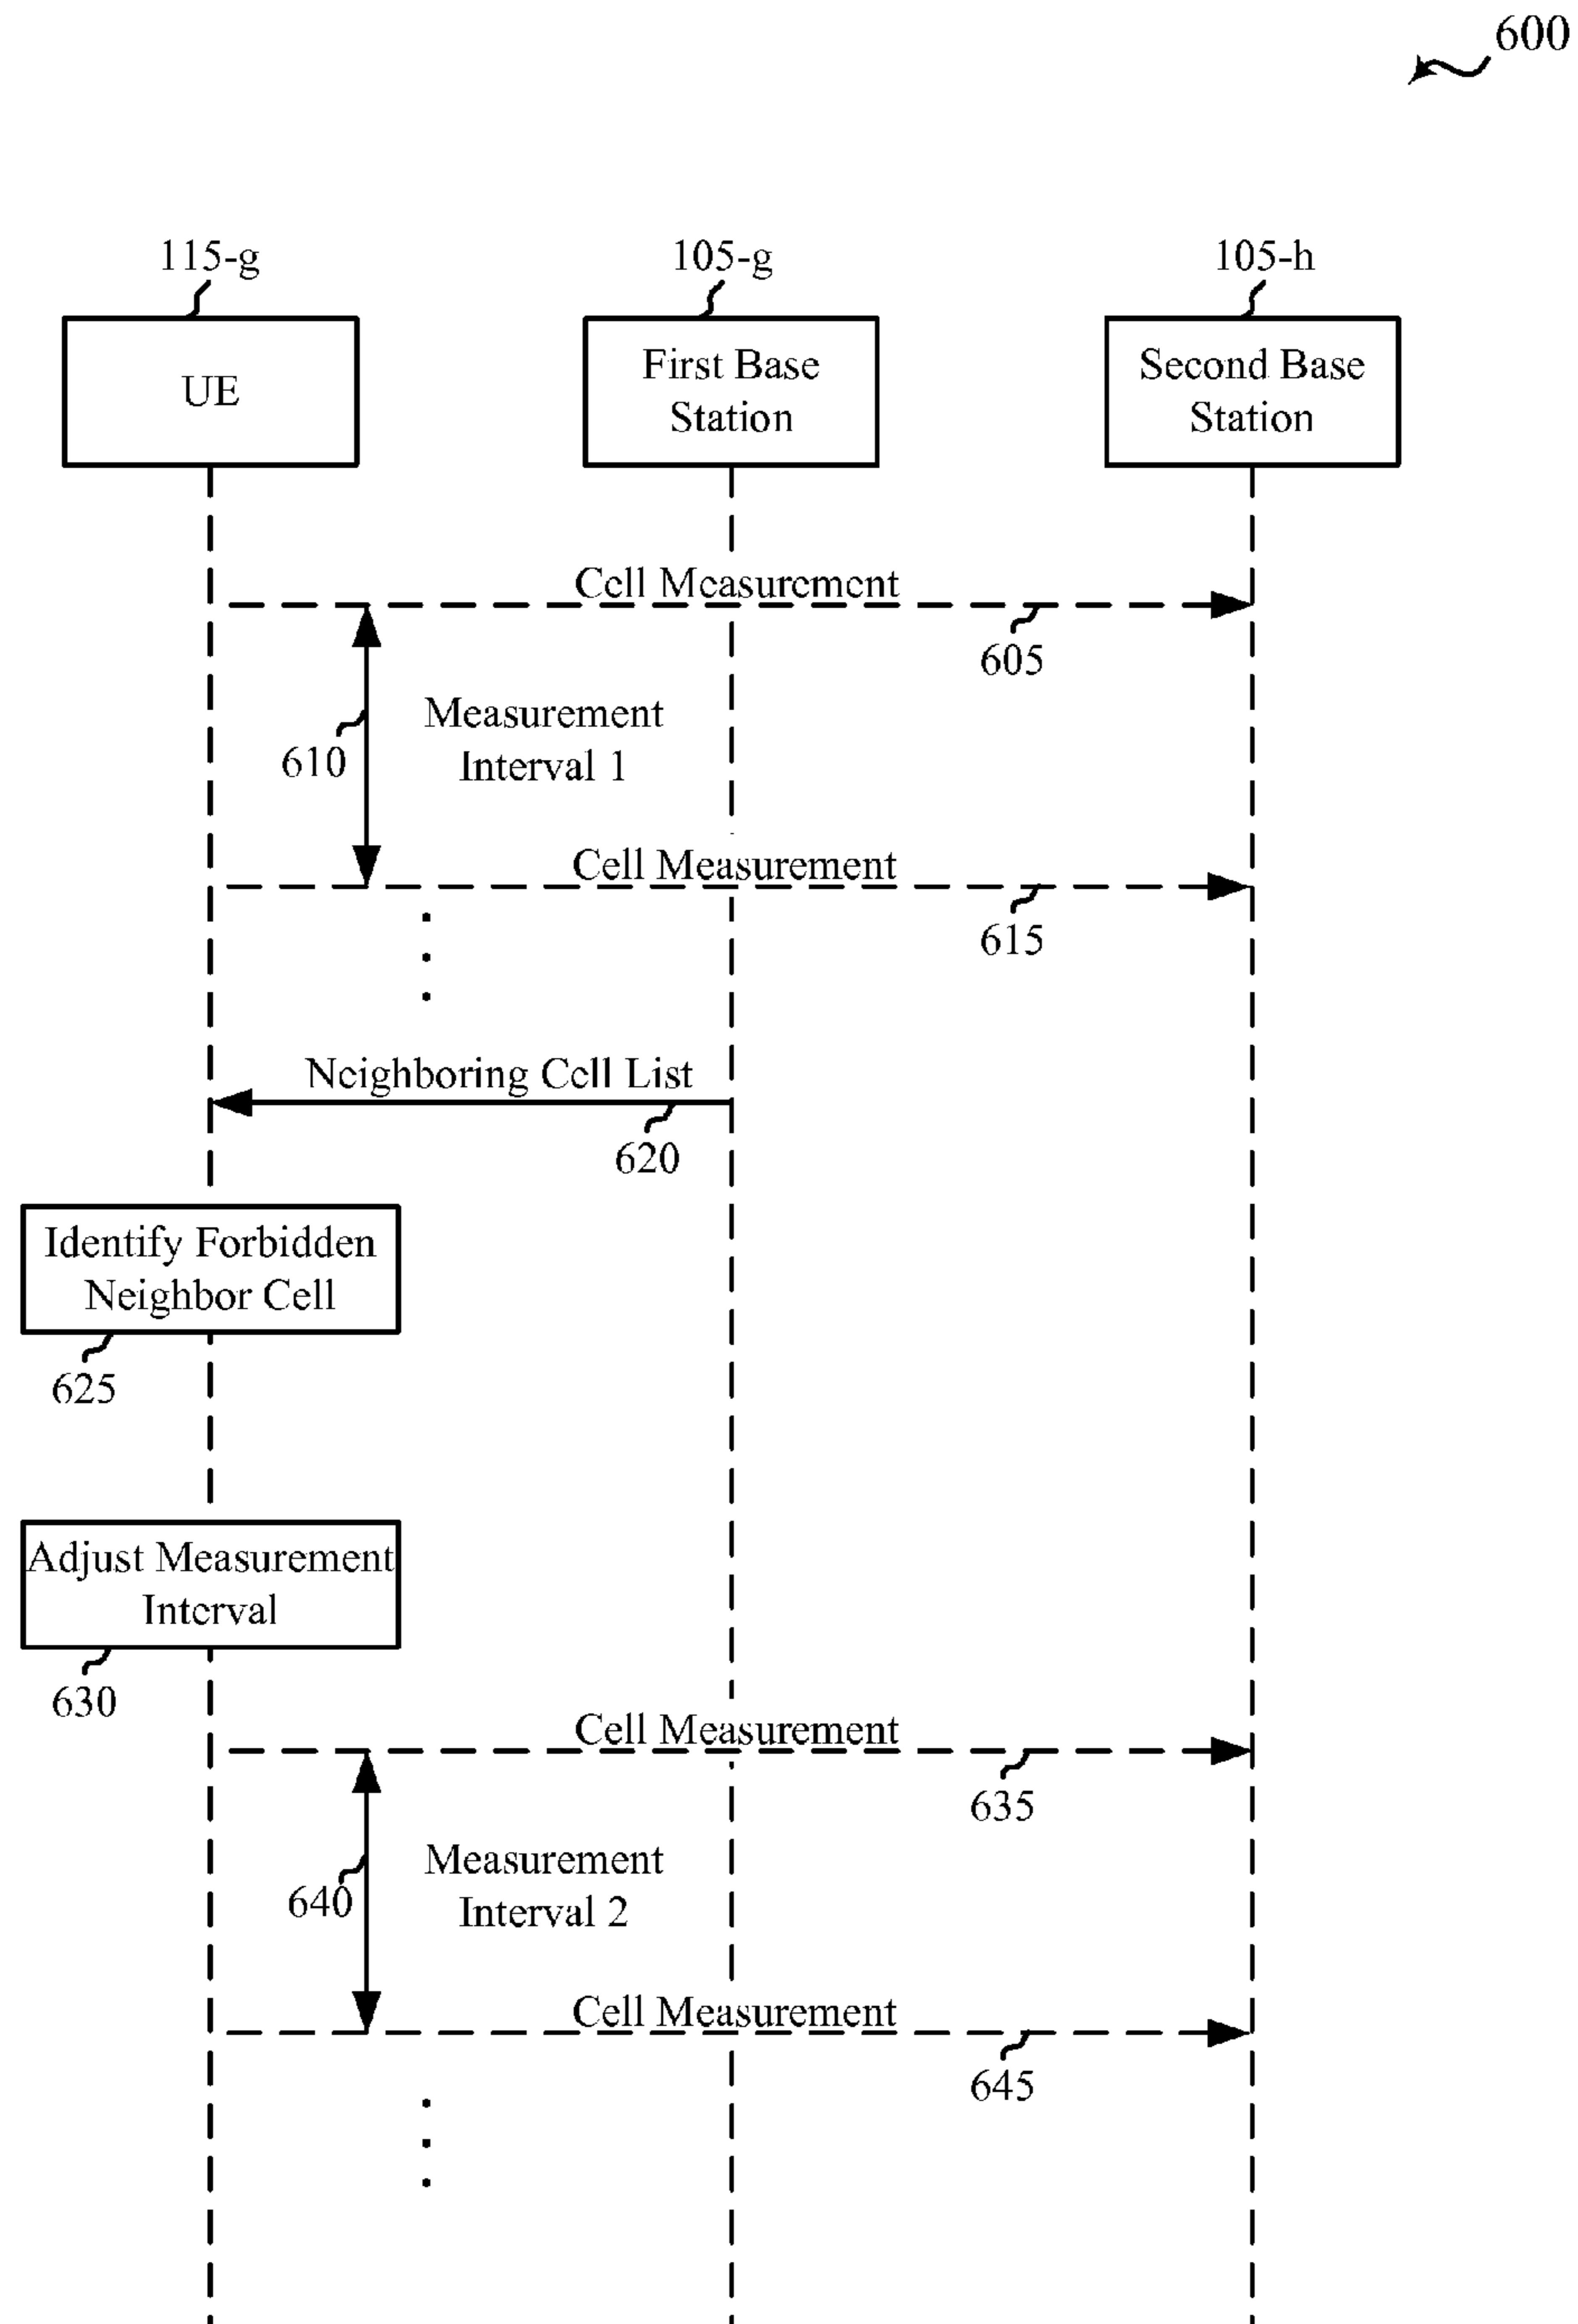 600
115-g
105-g
105-h
UE
First Base
Station
Second Base
Station
Cell Measurement
605
Measurement
Interval 1
610
Cell Measurement
615
Neighboring Cell List
620
Identify Forbidden
Neighbor Cell
625
Adjust Measurement
Interval
630
Cell Measurement
635
Measurement
Interval 2
640
Cell Measurement
645